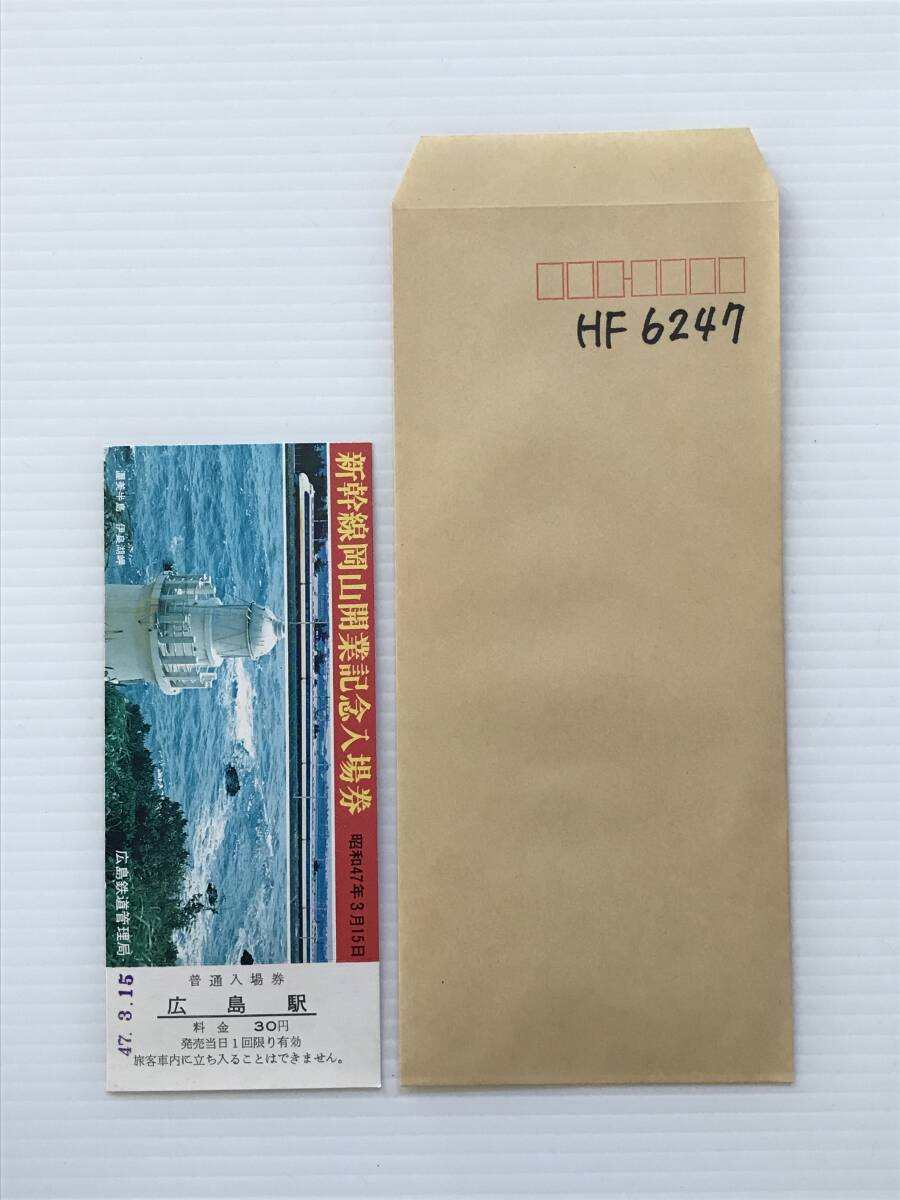 新幹線岡山開業記念入場券 昭和47年3月15日
渥美半島 伊良湖岬
広島鉄道管理局
47. 3. 15
普通入場券
広島駅
料金 30円
発売当日1回限り有効
旅客車内に立ち入ることはできません。
HF 6247